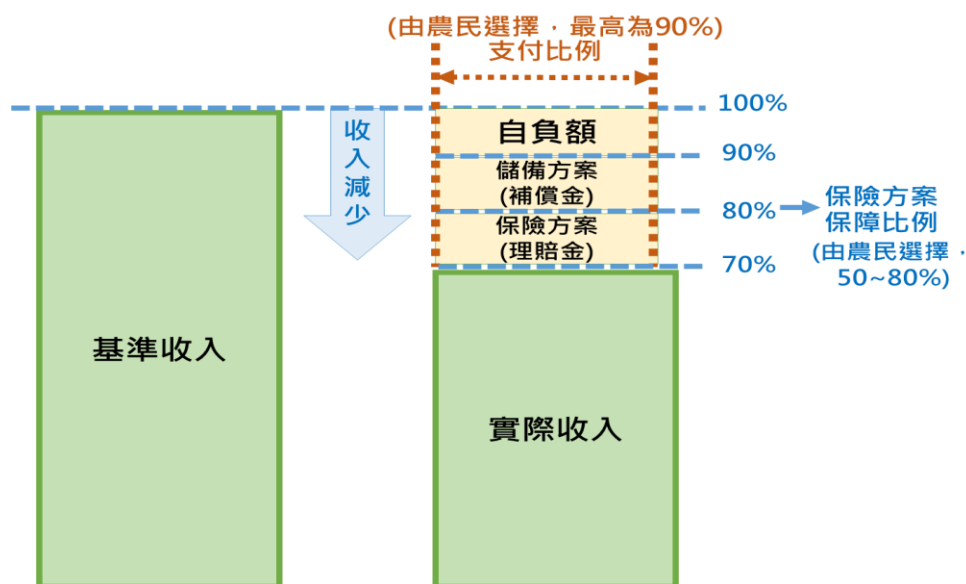 (由農民選擇，最高為90%)
支付比例
100%
收入減少
自負額
90%
儲備方案
(補償金)
80%
保險方案
保障比例
(由農民選擇，
50~80%)
保險方案
(理賠金)
70%
基準收入
實際收入